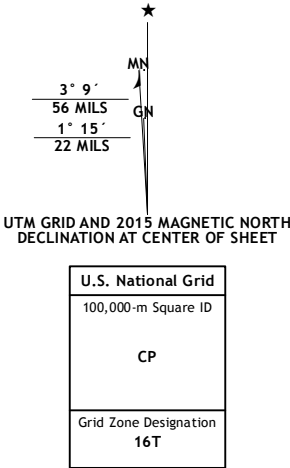 ★
MN
3° 9´
56 MILS
GN
1° 15´
22 MILS
UTM GRID AND 2015 MAGNETIC NORTH
DECLINATION AT CENTER OF SHEET
U.S. National Grid
100,000-m Square ID
CP
Grid Zone Designation
16T